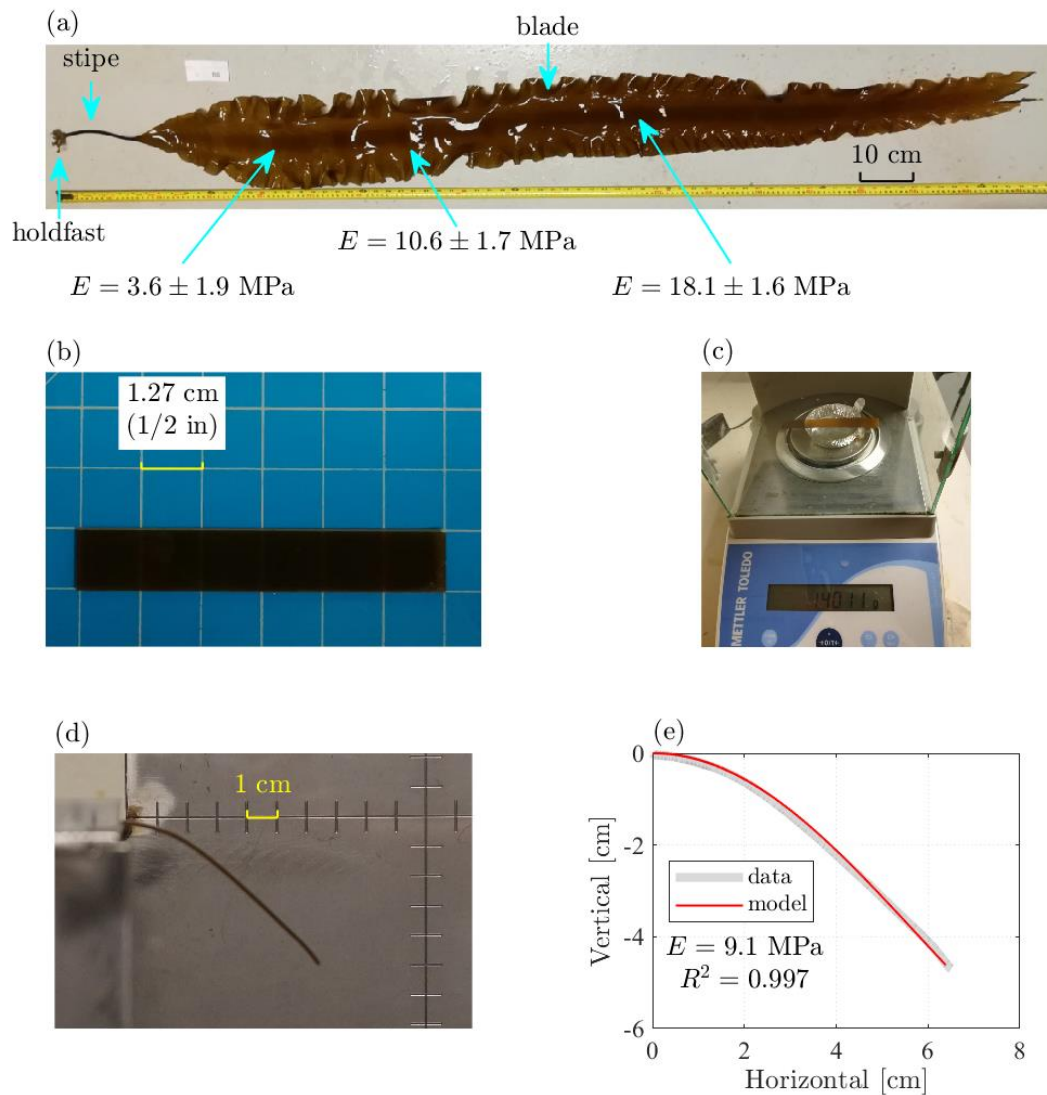 (a)
blade
stipe
10 cm
holdfast
E = 10.6 ± 1.7 MPa
E = 3.6 ± 1.9 MPa
E = 18.1 ± 1.6 MPa
(b)
1.27 cm
(1/2 in)
(c)
METTLER TOLEDO
(d)
1 cm
(e)
0
-2
-4
-6
Vertical [cm]
data
model
E = 9.1 MPa
R² = 0.997
0 2 4 6 8
Horizontal [cm]